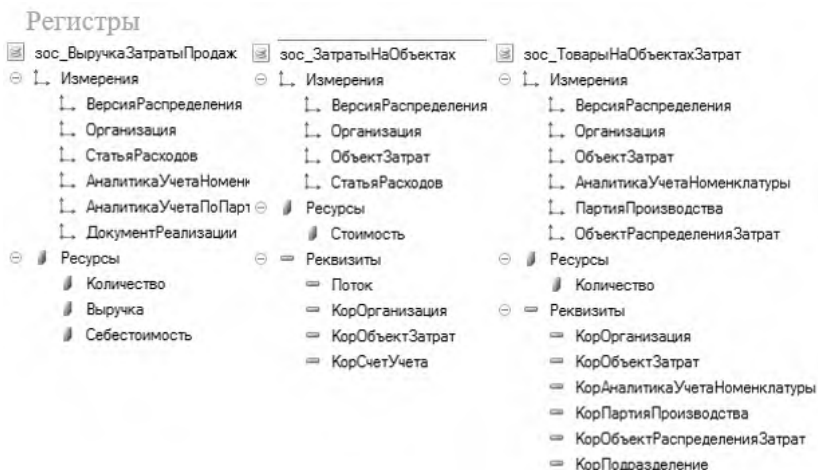 Регистры
зос_ВыручкаЗатратыПродаж
Измерения
ВерсияРаспределения
Организация
СтатьяРасходов
АналитикаУчетаНоменк
АналитикаУчетаПоПарт
ДокументРеализации
Ресурсы
Количество
Выручка
Себестоимость
зос_ЗатратыНаОбъектах
Измерения
ВерсияРаспределения
Организация
ОбъектЗатрат
СтатьяРасходов
Ресурсы
Стоимость
Реквизиты
Поток
КорОрганизация
КорОбъектЗатрат
КорСчетУчета
зос_ТоварыНаОбъектахЗатрат
Измерения
ВерсияРаспределения
Организация
ОбъектЗатрат
АналитикаУчетаНоменклатуры
ПартияПроизводства
ОбъектРаспределенияЗатрат
Ресурсы
Количество
Реквизиты
КорОрганизация
КорОбъектЗатрат
КорАналитикаУчетаНоменклатуры
КорПартияПроизводства
КорОбъектРаспределенияЗатрат
КорПодразделение